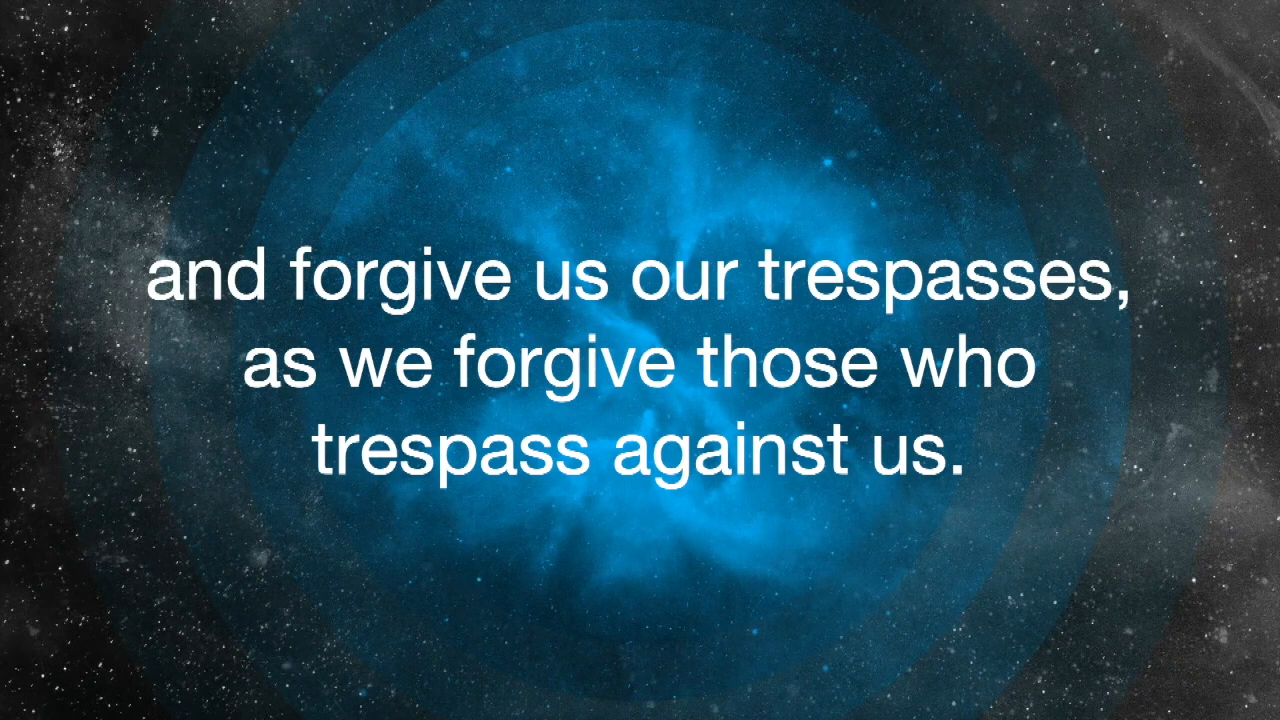 and forgive us our trespasses,
as we forgive those who
trespass against us.